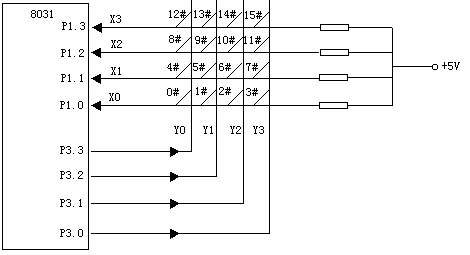 8031
P1.3 X3 12# 13# 14# 15#
P1.2 X2 8# 9# 10# 11#
P1.1 X1 4# 5# 6# 7#
+5V
P1.0 X0 0# 1# 2# 3#
Y0 Y1 Y2 Y3
P3.3
P3.2
P3.1
P3.0